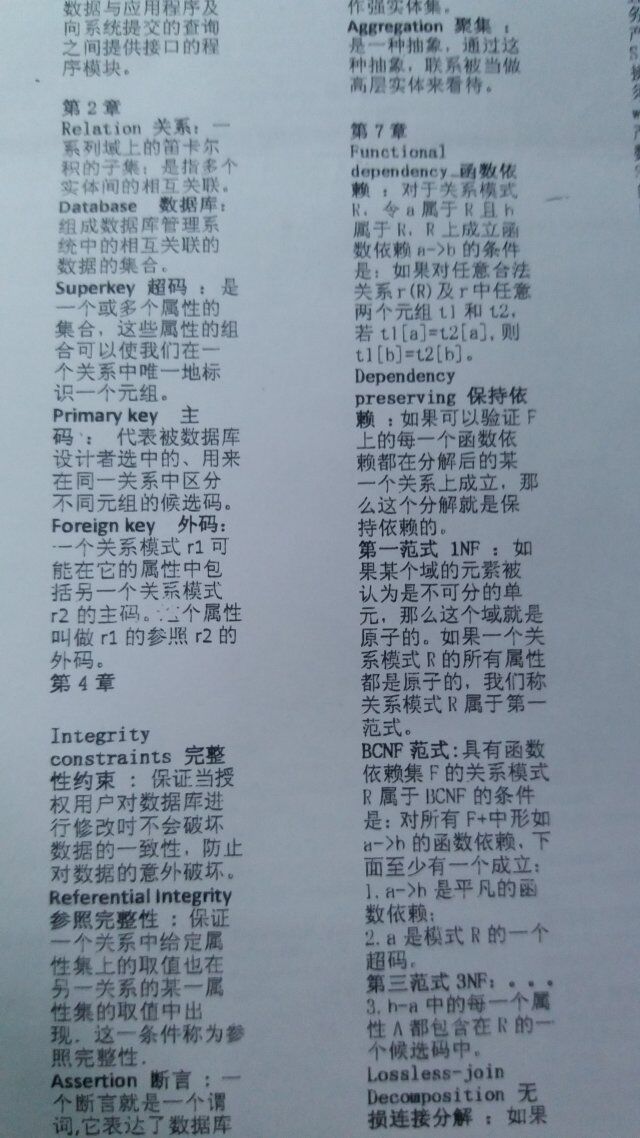 数据与应用程序及
向系统提交的查询
之间提供接口的程
序模块。
第 2 章
Relation 关系：一
系列域上的笛卡尔
积的子集；是指多个
实体间的相互关联。
Database 数据库：
组成数据库管理系
统中的相互关联的
数据的集合。
Superkey 超码：是
一个或多个属性的
集合，这些属性的组
合可以使我们在一
个关系中唯一地标
识一个元组。
Primary key 主
码： 代表被数据库
设计者选中的、用来
在同一关系中区分
不同元组的候选码。
Foreign key 外码：
一个关系模式 r1 可
能在它的属性中包
括另一个关系模式
r2 的主码。个属性
叫做 r1 的参照 r2 的
外码。
第 4 章
Integrity
constraints 完整
性约束 ：保证当授
权用户对数据库进
行修改时不会破坏
数据的一致性，防止
对数据的意外破坏。
Referential Integrity
参照完整性 ：保证
一个关系中给定属
性集上的取值也在
另一关系的某一属
性集的取值中出
现. 这一条件称为参
照完整性.
Assertion 断言 ：一
个断言就是一个谓
词,它表达了数据库
作强实体集。
Aggregation 聚集 ：
是一种抽象，通过这
种抽象，联系被当做
高层实体来看待。
第 7 章
Functional
dependency 函数依
赖 ：对于关系模式
R，令 a 属于 R 且 b
属于 R，R 上成立函
数依赖 a->b 的条件
是：如果对任意合法
关系 r(R)及 r 中任意
两个元组 t1 和 t2，
若 t1[a]=t2[a],则
t1[b]=t2[b]。
Dependency
preserving 保持依
赖 ：如果可以验证 F
上的每一个函数依
赖都在分解后的某
一个关系上成立，那
么这个分解就是保
持依赖的。
第一范式 1NF ：如
果某个域的元素被
认为是不可分的单
元，那么这个域就是
原子的。如果一个关
系模式 R 的所有属性
都是原子的，我们称
关系模式 R 属于第一
范式。
BCNF 范式:具有函数
依赖集 F 的关系模式
R 属于 BCNF 的条件
是：对所有 F+中形如
a->b 的函数依赖，下
面至少有一个成立：
1.a->b 是平凡的函
数依赖；
2.a 是模式 R 的一个
超码。
第三范式 3NF：。。。
3.b-a 中的每一个属
性 A 都包含在 R 的一
个候选码中。
Lossless-join
Decomposition 无
损连接分解 ：如果